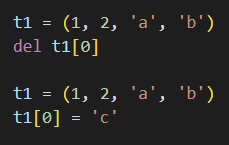 t1 = (1, 2, 'a', 'b')
del t1[0]
t1 = (1, 2, 'a', 'b')
t1[0] = 'c'